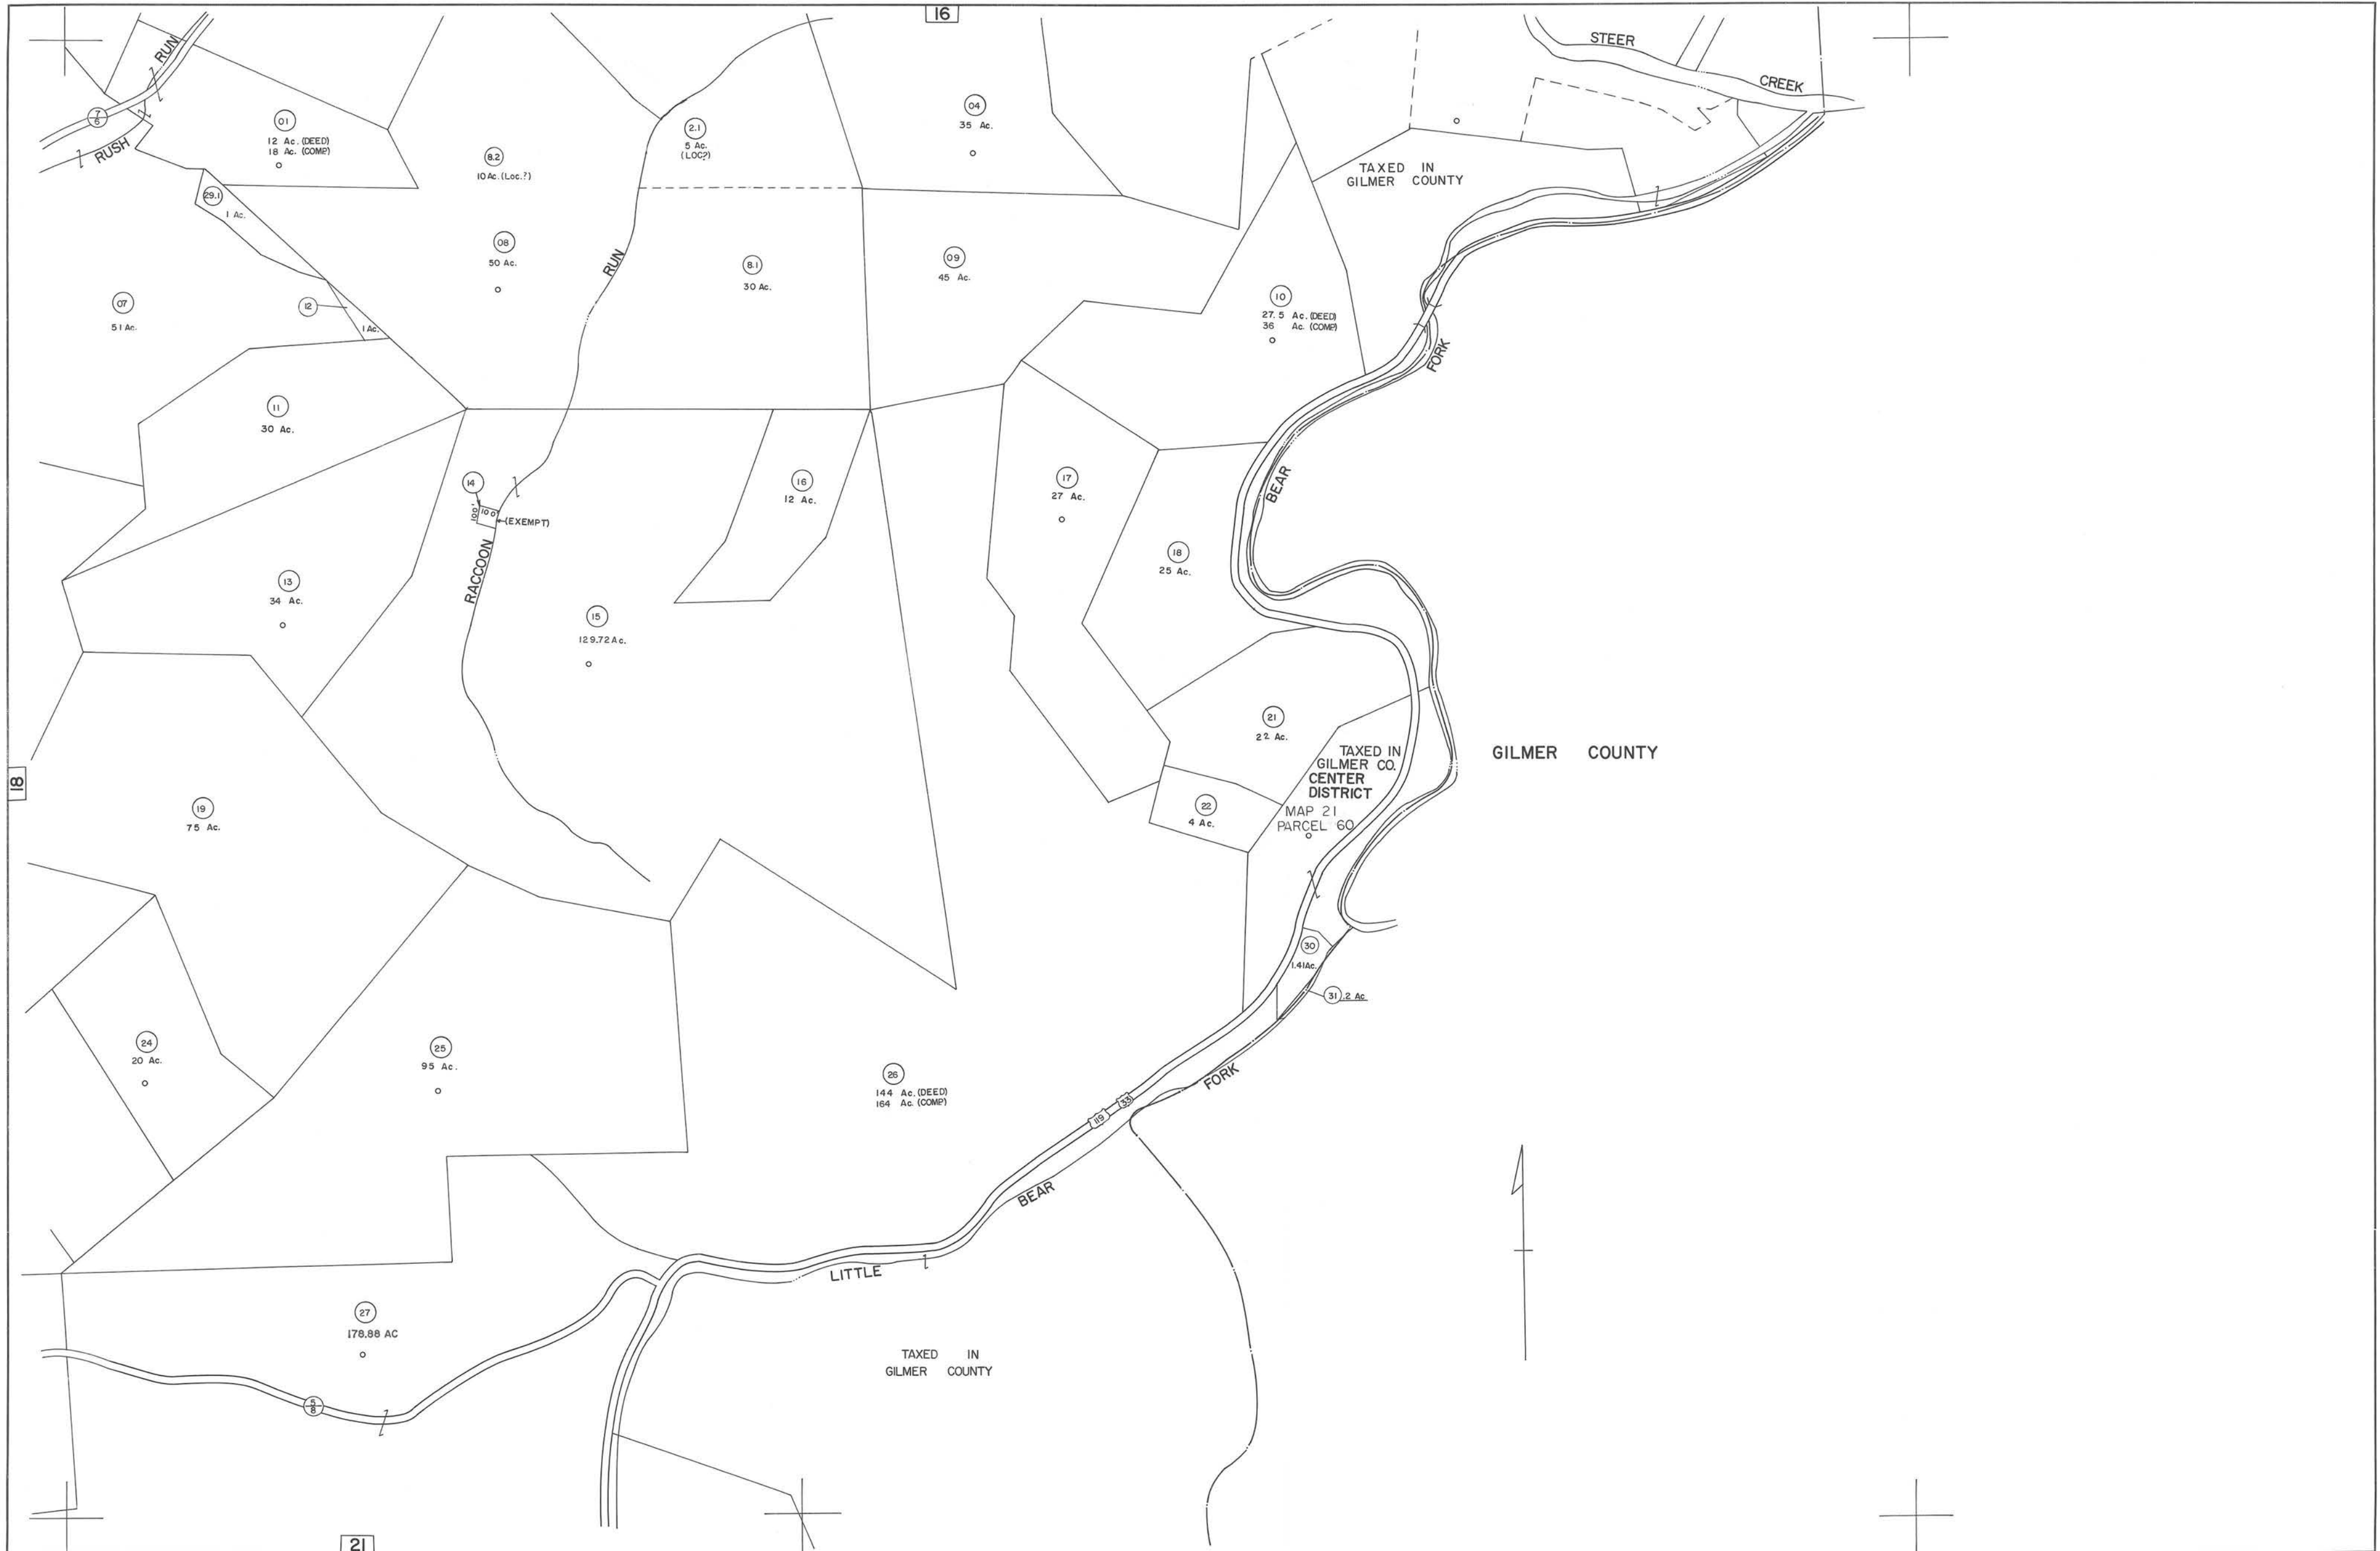 16
STEER
CREEK
RUN
7
6
RUSH
01
12 Ac. (DEED)
18 Ac. (COMP)
8.2
10 Ac. (Loc.?)
2.1
5 Ac.
(LOC?)
04
35 Ac.
TAXED IN
GILMER COUNTY
29.1
1 Ac.
08
50 Ac.
RUN
8.1
30 Ac.
09
45 Ac.
07
51 Ac.
12
1 Ac.
10
27.5 Ac. (DEED)
36 Ac. (COMP)
FORK
11
30 Ac.
14
100'
100'
(EXEMPT)
RACCOON
16
12 Ac.
17
27 Ac.
BEAR
18
25 Ac.
13
34 Ac.
15
129.72 Ac.
21
22 Ac.
TAXED IN
GILMER CO.
CENTER
DISTRICT
MAP 21
PARCEL 60
GILMER COUNTY
18
19
75 Ac.
22
4 Ac.
30
1.41 Ac.
31
.2 Ac
24
20 Ac.
25
95 Ac.
26
144 Ac. (DEED)
164 Ac. (COMP)
FORK
33
119
BEAR
LITTLE
27
178.88 AC
TAXED IN
GILMER COUNTY
5
8
21